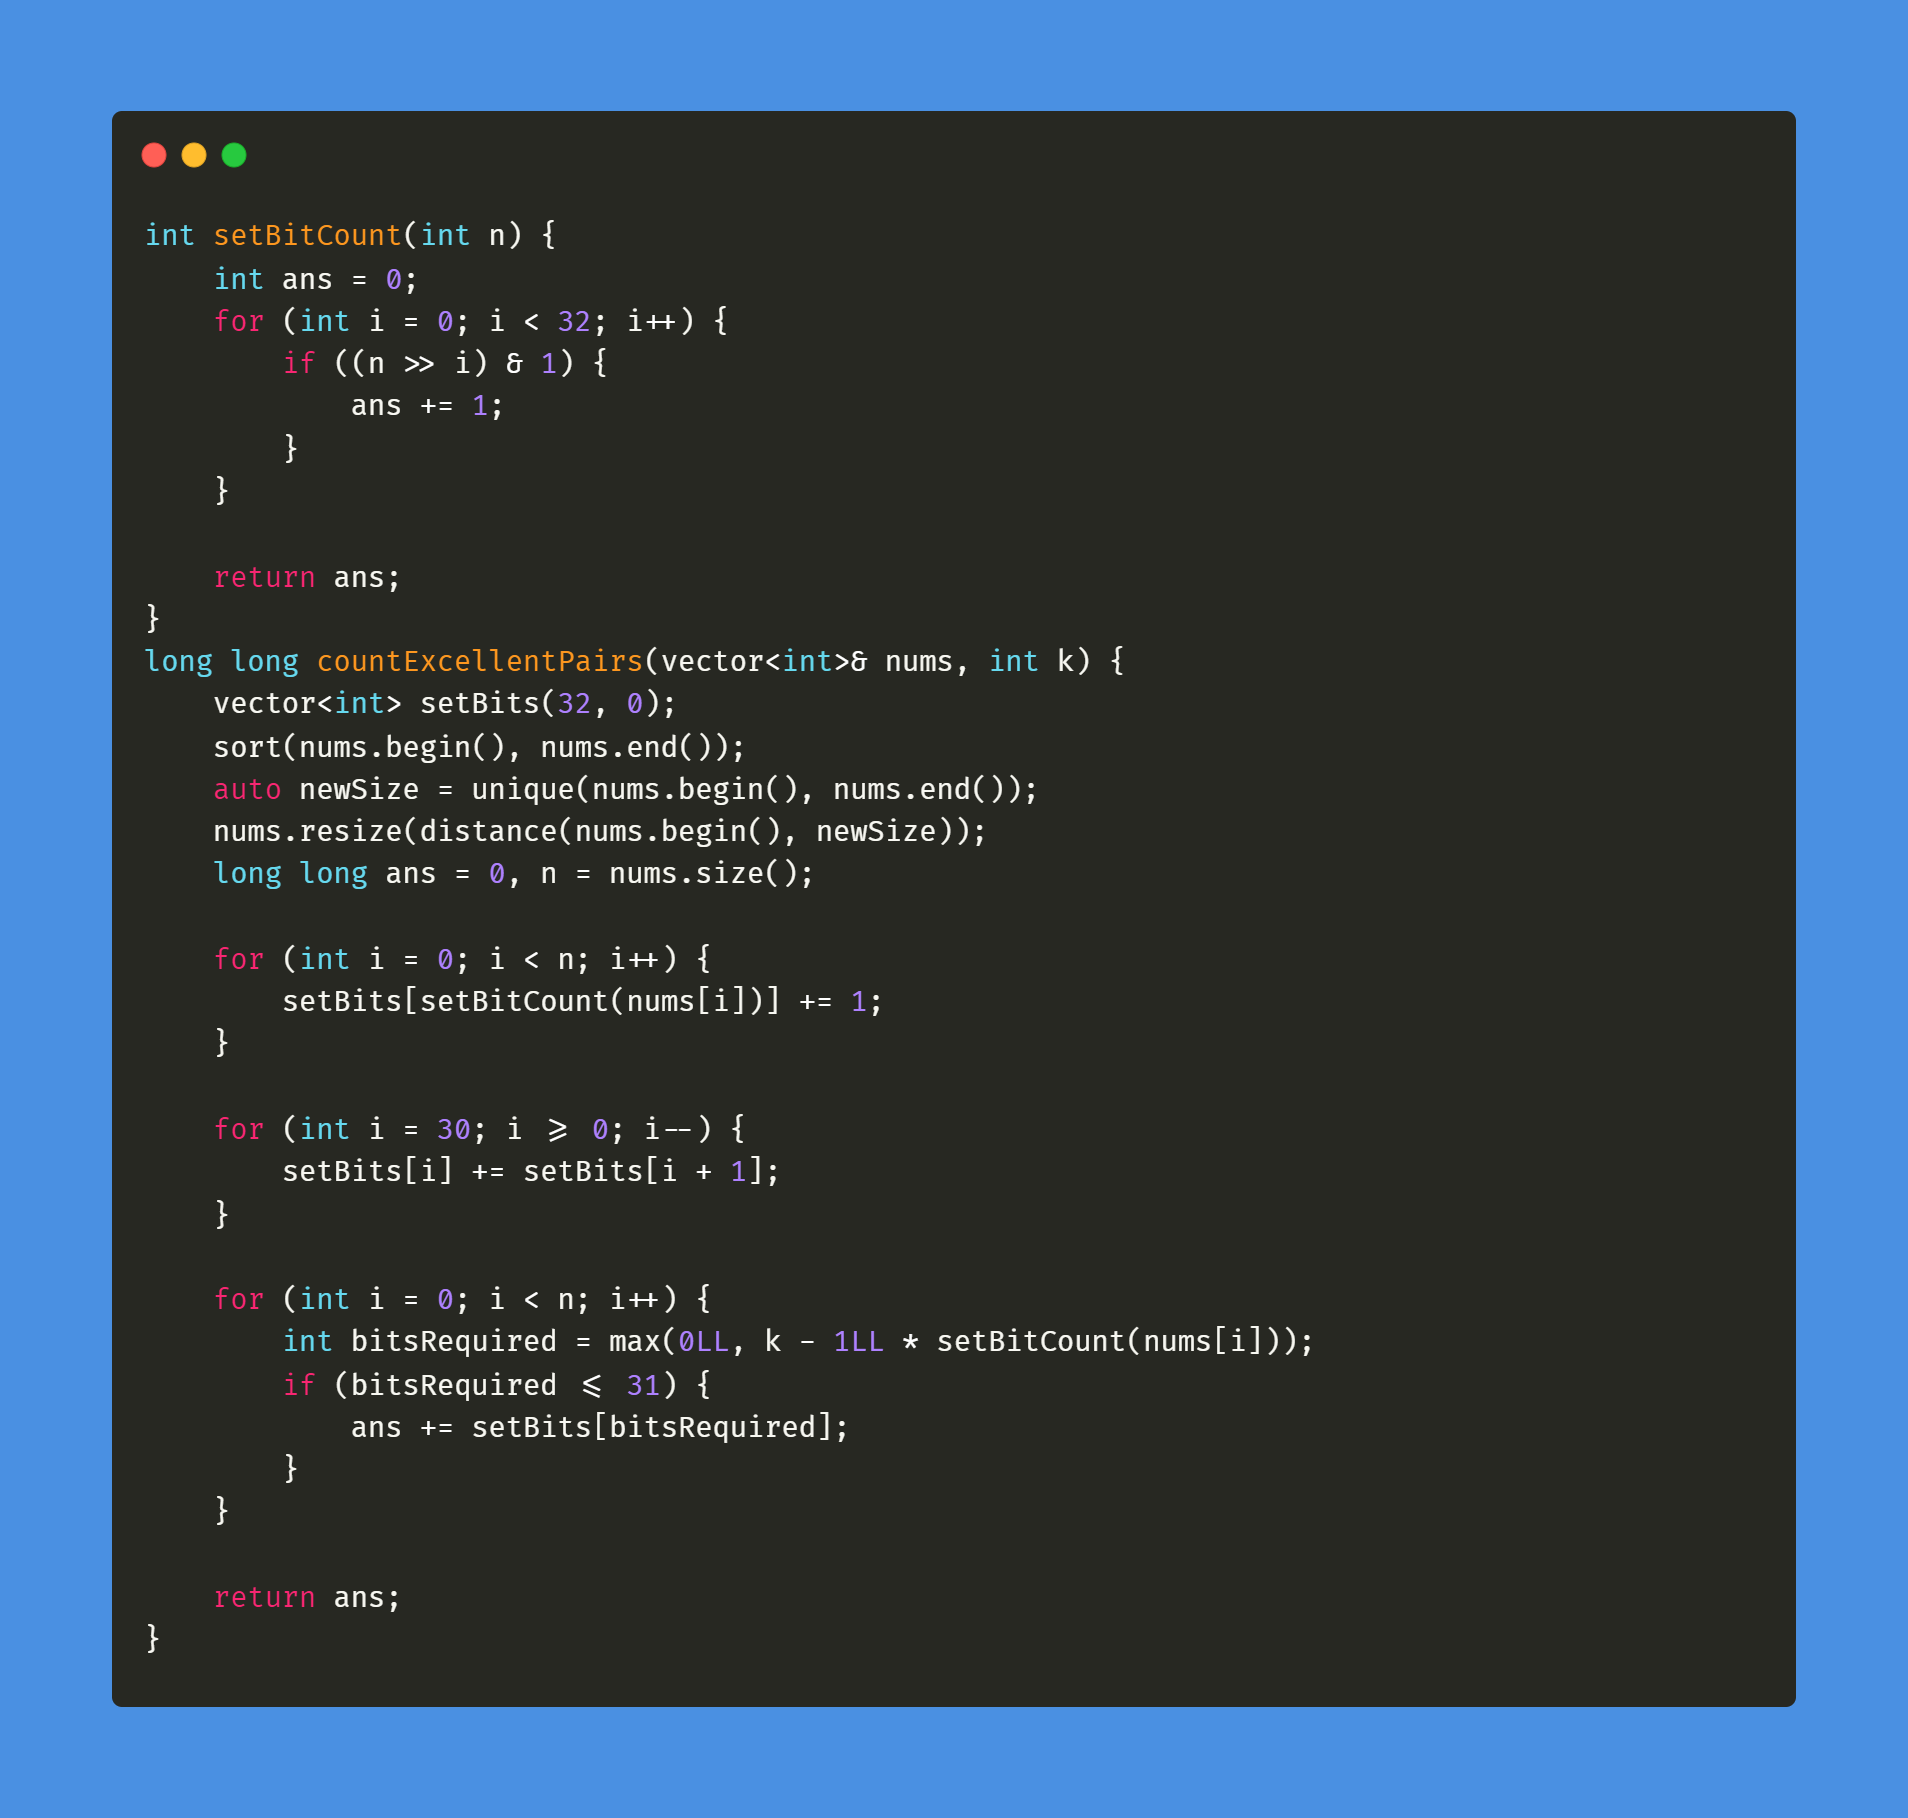 int setBitCount(int n) {
    int ans = 0;
    for (int i = 0; i < 32; i++) {
        if ((n >> i) & 1) {
            ans += 1;
        }
    }

    return ans;
}
long long countExcellentPairs(vector<int>& nums, int k) {
    vector<int> setBits(32, 0);
    sort(nums.begin(), nums.end());
    auto newSize = unique(nums.begin(), nums.end());
    nums.resize(distance(nums.begin(), newSize));
    long long ans = 0, n = nums.size();

    for (int i = 0; i < n; i++) {
        setBits[setBitCount(nums[i])] += 1;
    }

    for (int i = 30; i >= 0; i--) {
        setBits[i] += setBits[i + 1];
    }

    for (int i = 0; i < n; i++) {
        int bitsRequired = max(0LL, k - 1LL * setBitCount(nums[i]));
        if (bitsRequired <= 31) {
            ans += setBits[bitsRequired];
        }
    }

    return ans;
}